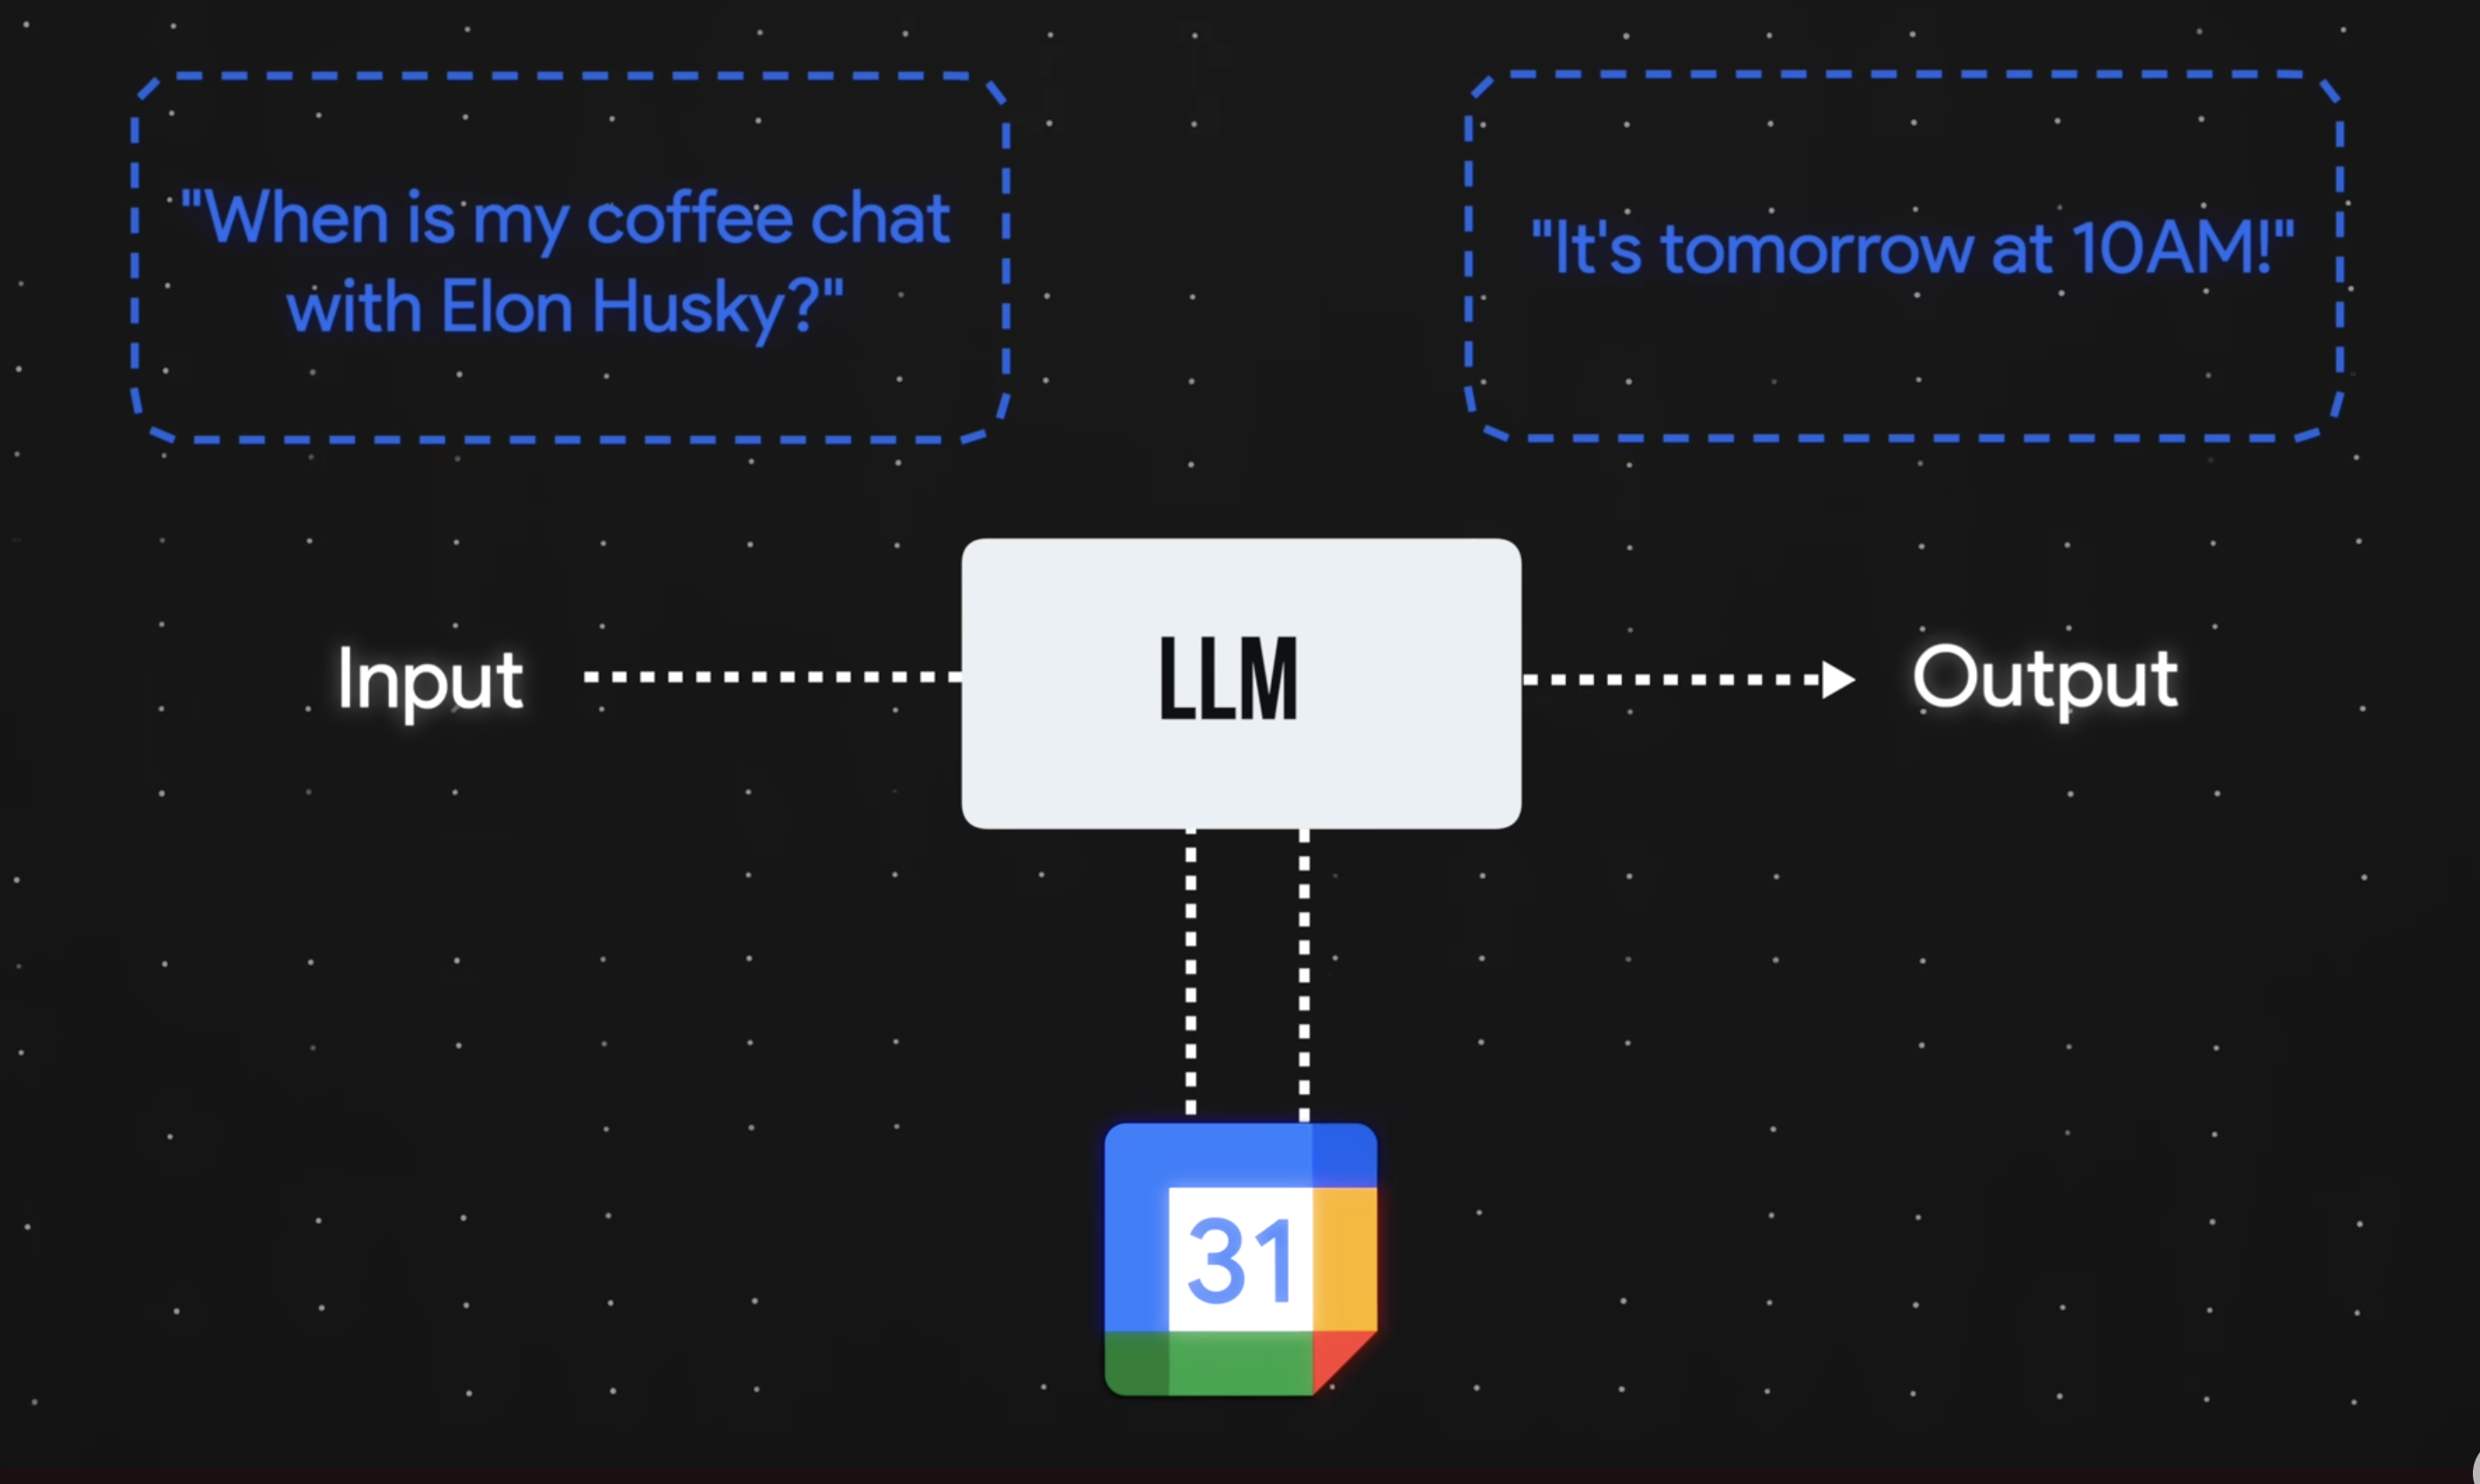 "When is my coffee chat
with Elon Husky?"
"It's tomorrow at 10AM!"
Input
LLM
Output
31